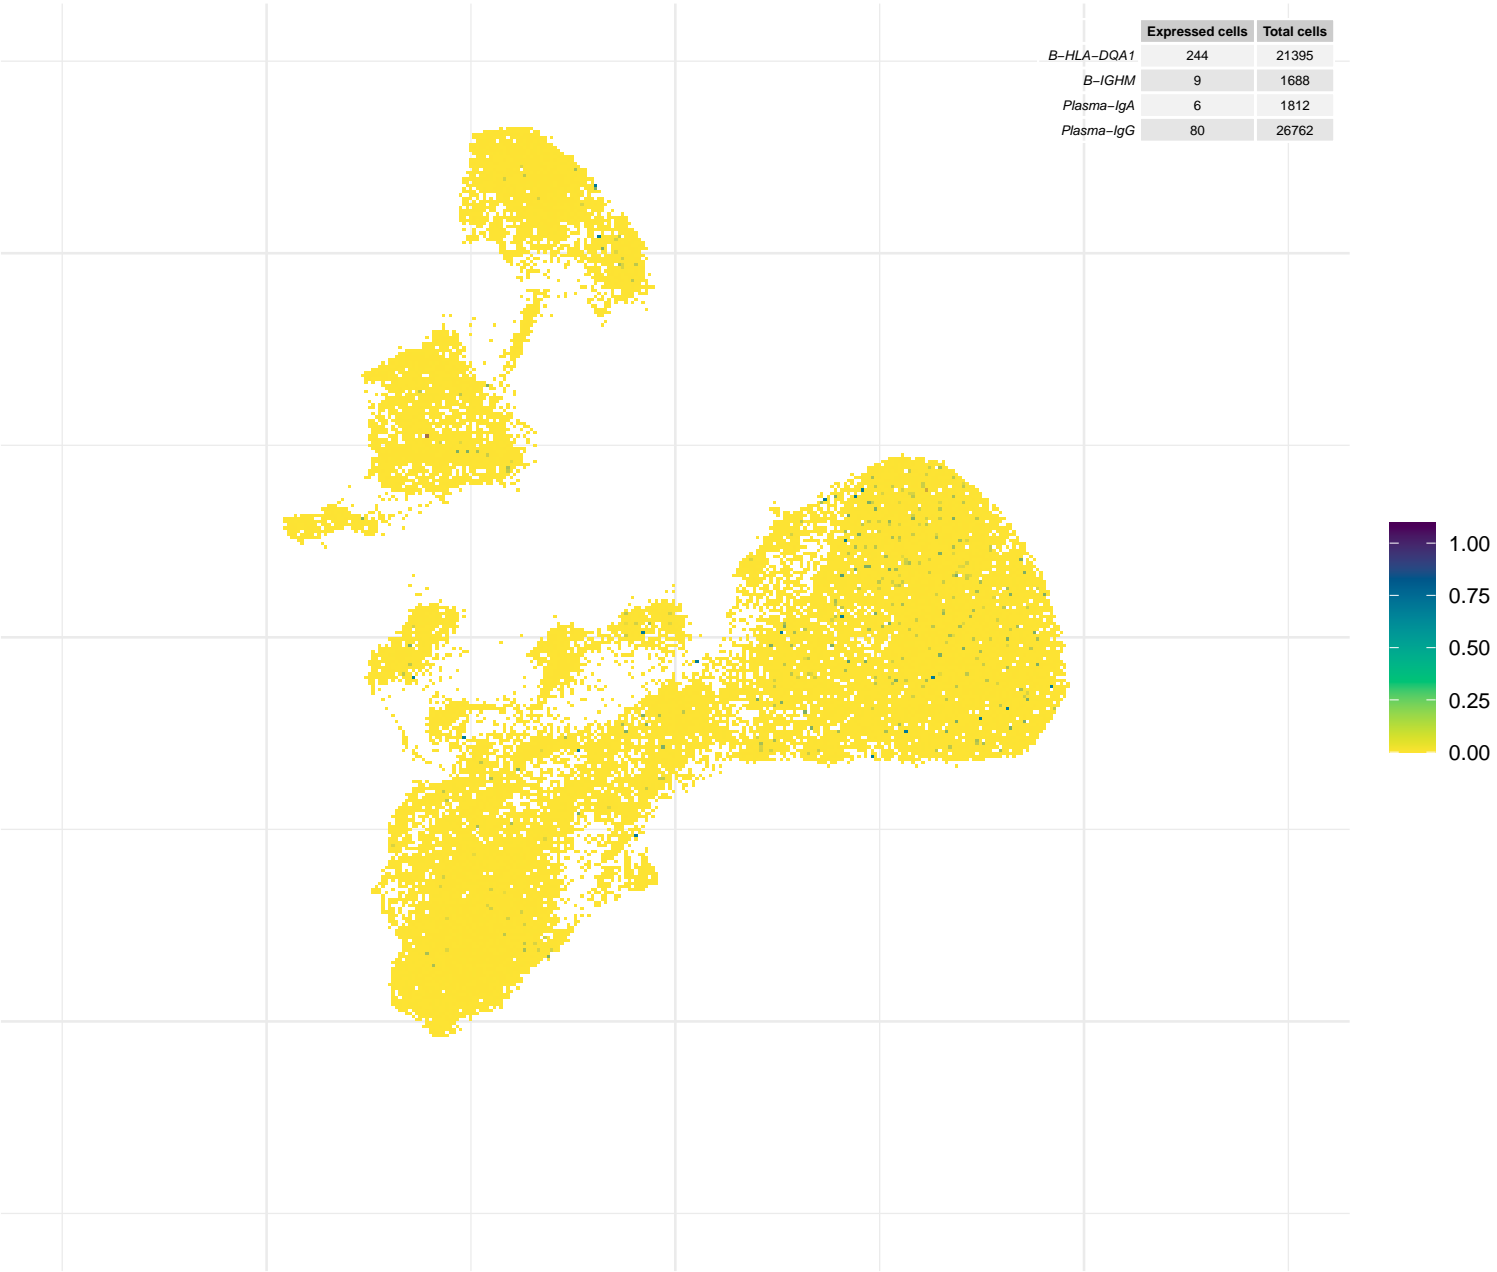 Expressed cells Total cells
B−HLA−DQA1 244 21395
B−IGHM 9 1688
Plasma−IgA 6 1812
Plasma−IgG 80 26762
1.00
0.75
0.50
0.25
0.00